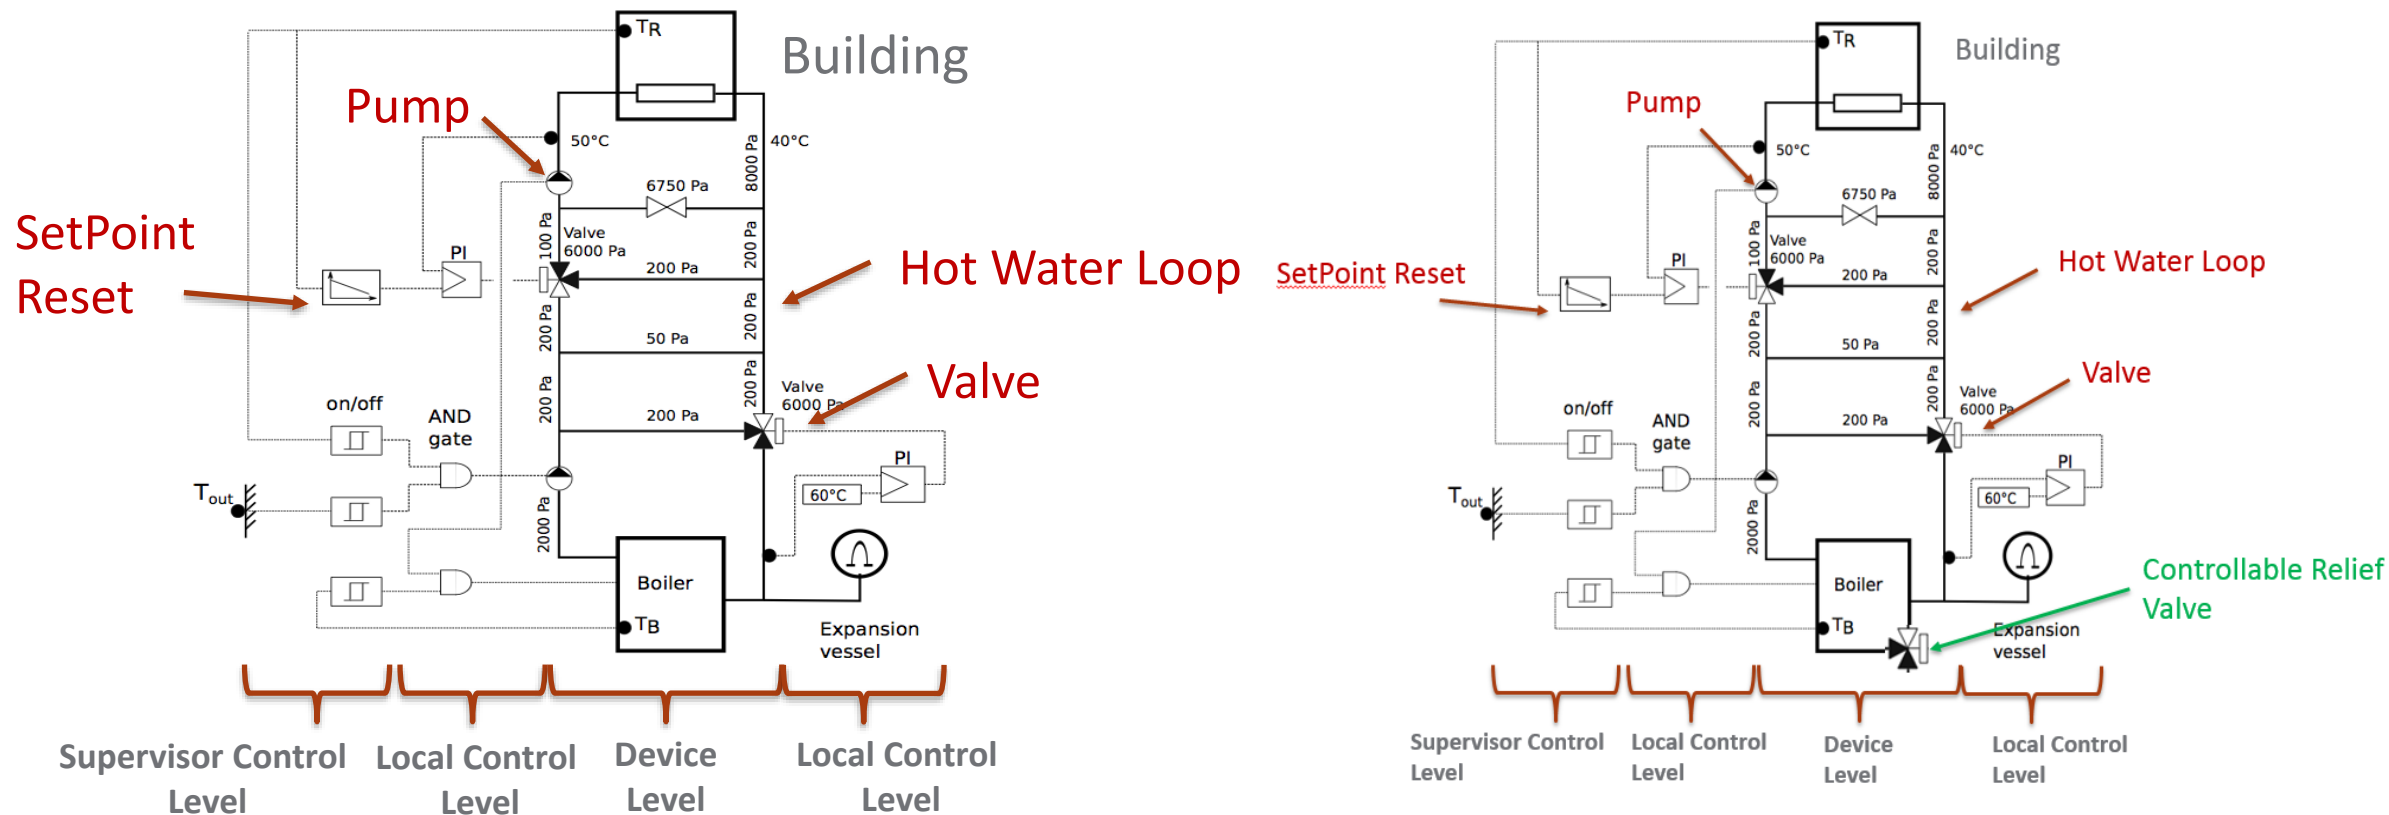 TR
Building
Pump
50°C
8000 Pa
40°C
6750 Pa
SetPoint
Reset
100 Pa
Valve
6000 Pa
200 Pa
PI
200 Pa
Hot Water Loop
200 Pa
200 Pa
50 Pa
Valve
200 Pa
Valve
6000 Pa
on/off
AND
gate
200 Pa
200 Pa
PI
60°C
Tout
2000 Pa
Boiler
TB
Expansion
vessel
Supervisor Control
Level
Local Control
Level
Device
Level
Local Control
Level
TR
Building
Pump
50°C
8000 Pa
40°C
6750 Pa
100 Pa
Valve
6000 Pa
200 Pa
PI
SetPoint Reset
200 Pa
Hot Water Loop
200 Pa
200 Pa
50 Pa
Valve
200 Pa
Valve
6000 Pa
on/off
AND
gate
200 Pa
200 Pa
PI
60°C
Tout
2000 Pa
Boiler
TB
Controllable Relief
Valve
Expansion
vessel
Supervisor Control
Level
Local Control
Level
Device
Level
Local Control
Level